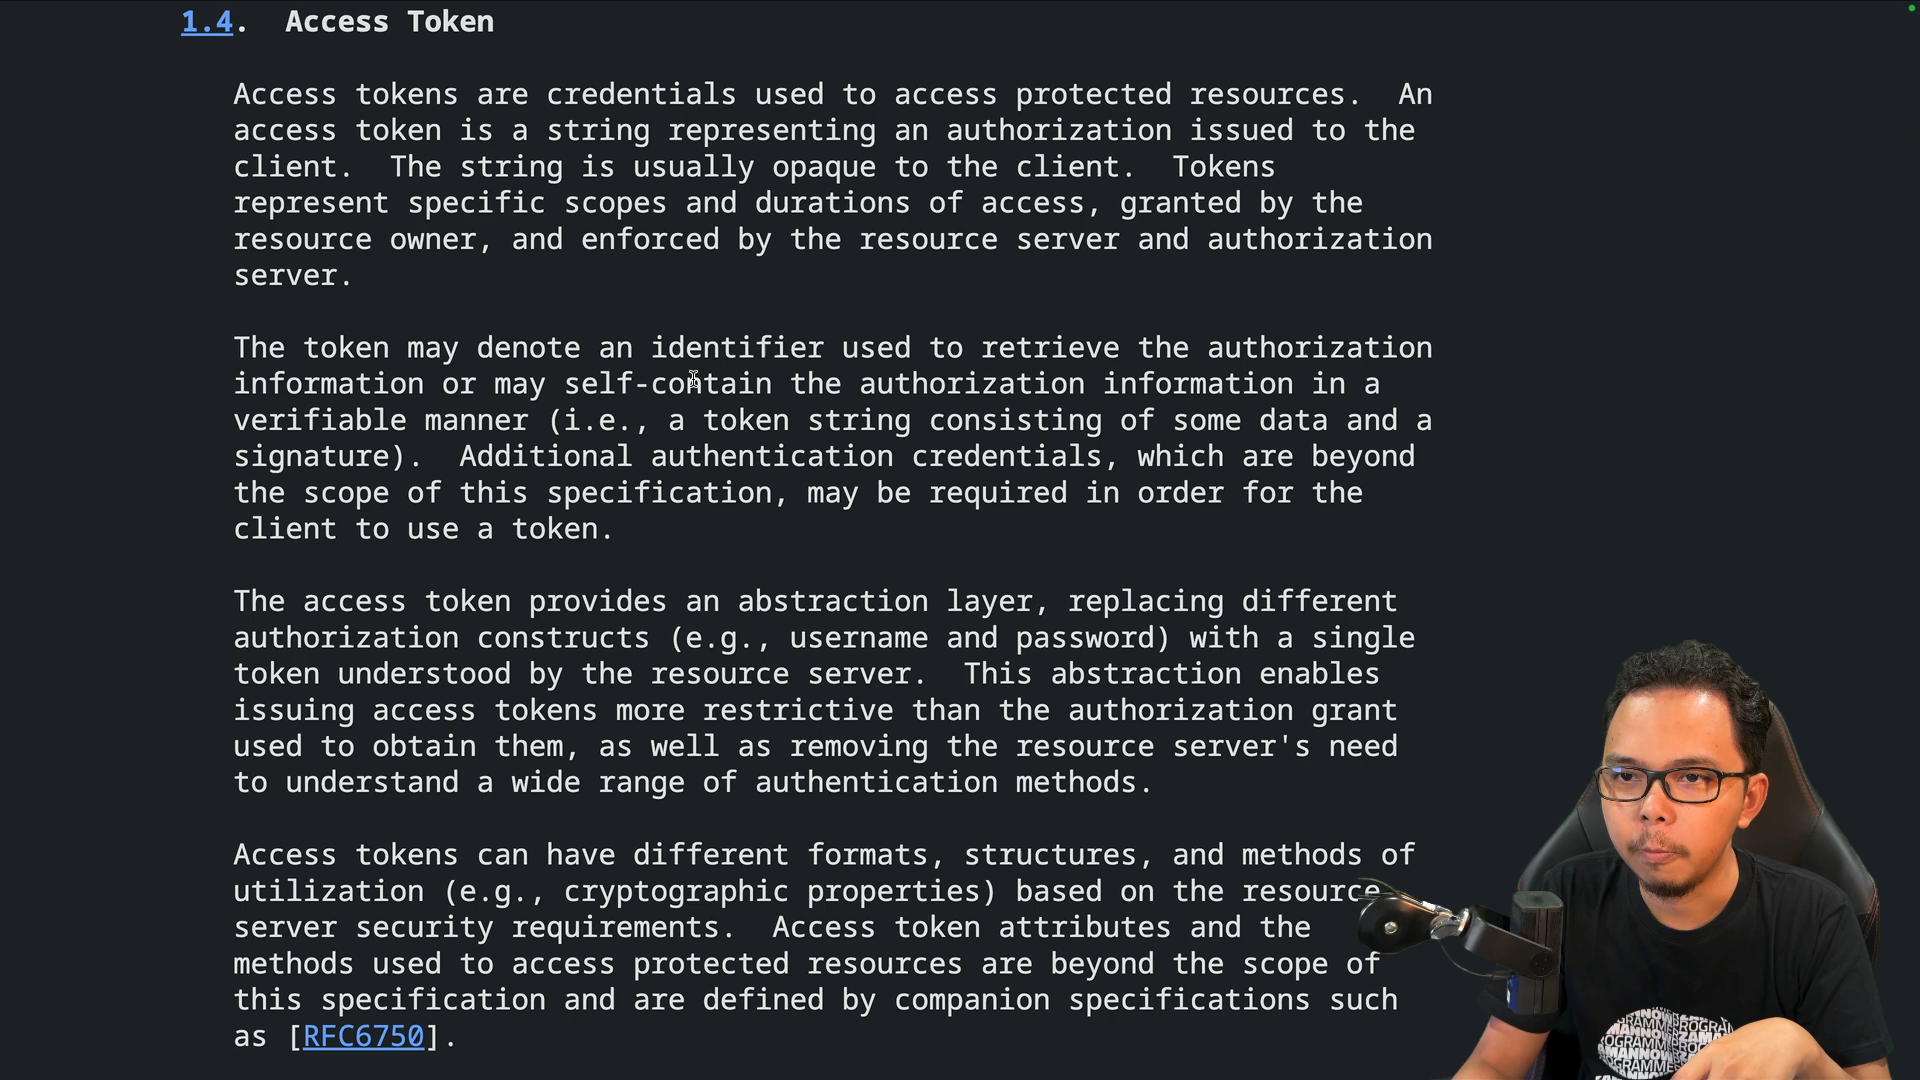 1.4. Access Token
Access tokens are credentials used to access protected resources. An
access token is a string representing an authorization issued to the
client. The string is usually opaque to the client. Tokens
represent specific scopes and durations of access, granted by the
resource owner, and enforced by the resource server and authorization
server.
The token may denote an identifier used to retrieve the authorization
information or may self-contain the authorization information in a
verifiable manner (i.e., a token string consisting of some data and a
signature). Additional authentication credentials, which are beyond
the scope of this specification, may be required in order for the
client to use a token.
The access token provides an abstraction layer, replacing different
authorization constructs (e.g., username and password) with a single
token understood by the resource server. This abstraction enables
issuing access tokens more restrictive than the authorization grant
used to obtain them, as well as removing the resource server's need
to understand a wide range of authentication methods.
Access tokens can have different formats, structures, and methods of
utilization (e.g., cryptographic properties) based on the resource
server security requirements. Access token attributes and the
methods used to access protected resources are beyond the scope of
this specification and are defined by companion specifications such
as [RFC6750].